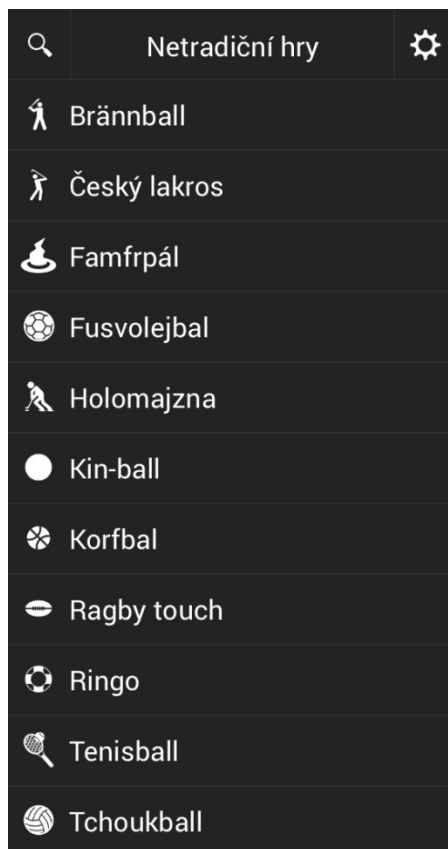 Netradiční hry
Brännball
Český lakros
Famfrpál
Fusvolejbal
Holomajzna
Kin-ball
Korfbal
Ragby touch
Ringo
Tenisball
Tchoukball